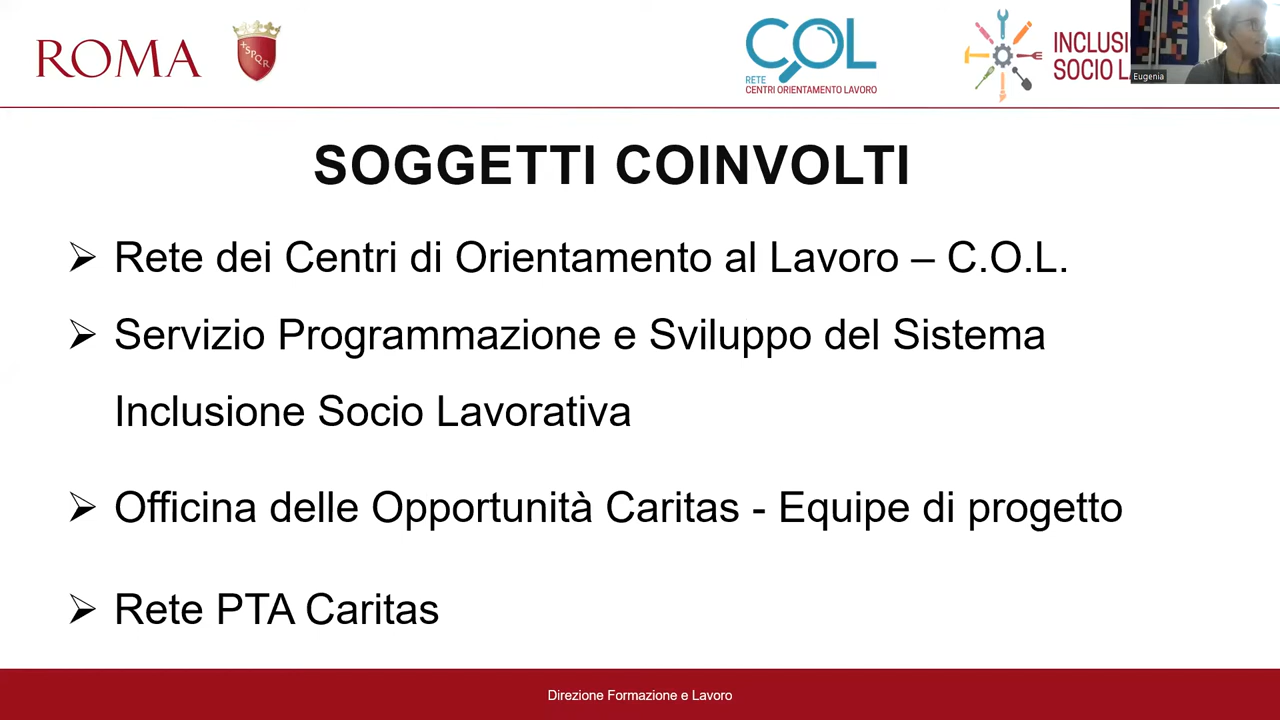 ROMA
XSPQR
COL
RETE
CENTRI ORIENTAMENTO LAVORO
INCLUSI
SOCIO L
Eugenia
SOGGETTI COINVOLTI
➢ Rete dei Centri di Orientamento al Lavoro – C.O.L.
➢ Servizio Programmazione e Sviluppo del Sistema
Inclusione Socio Lavorativa
➢ Officina delle Opportunità Caritas - Equipe di progetto
➢ Rete PTA Caritas
Direzione Formazione e Lavoro